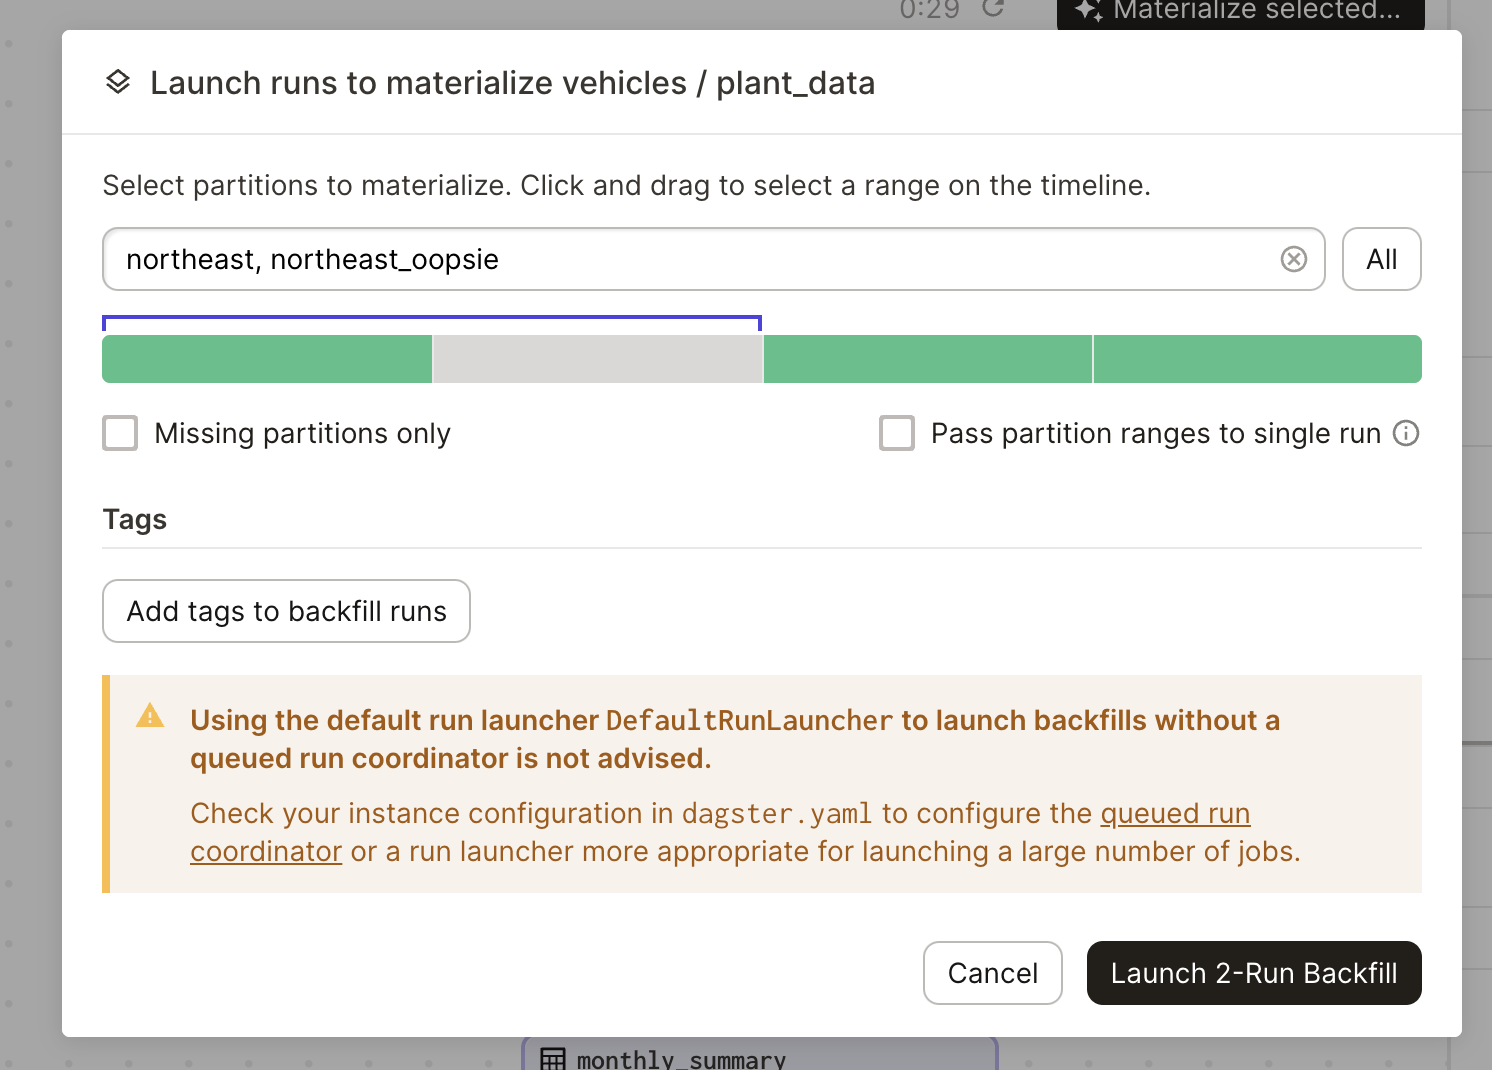 0:29
Materialize selected...
Launch runs to materialize vehicles / plant_data
Select partitions to materialize. Click and drag to select a range on the timeline.
northeast, northeast_oopsie
All
Missing partitions only
Pass partition ranges to single run
Tags
Add tags to backfill runs
Using the default run launcher DefaultRunLauncher to launch backfills without a
queued run coordinator is not advised.
Check your instance configuration in dagster.yaml to configure the queued run
coordinator or a run launcher more appropriate for launching a large number of jobs.
Cancel
Launch 2-Run Backfill
monthly_summary